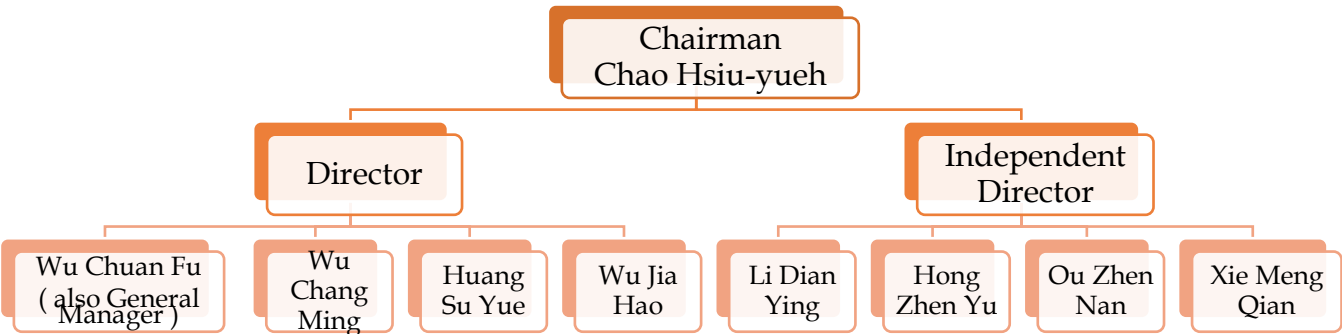 Chairman
Chao Hsiu-yueh
Director
Independent
Director
Wu Chuan Fu
( also General
Manager )
Wu
Chang
Ming
Huang
Su Yue
Wu Jia
Hao
Li Dian
Ying
Hong
Zhen Yu
Ou Zhen
Nan
Xie Meng
Qian